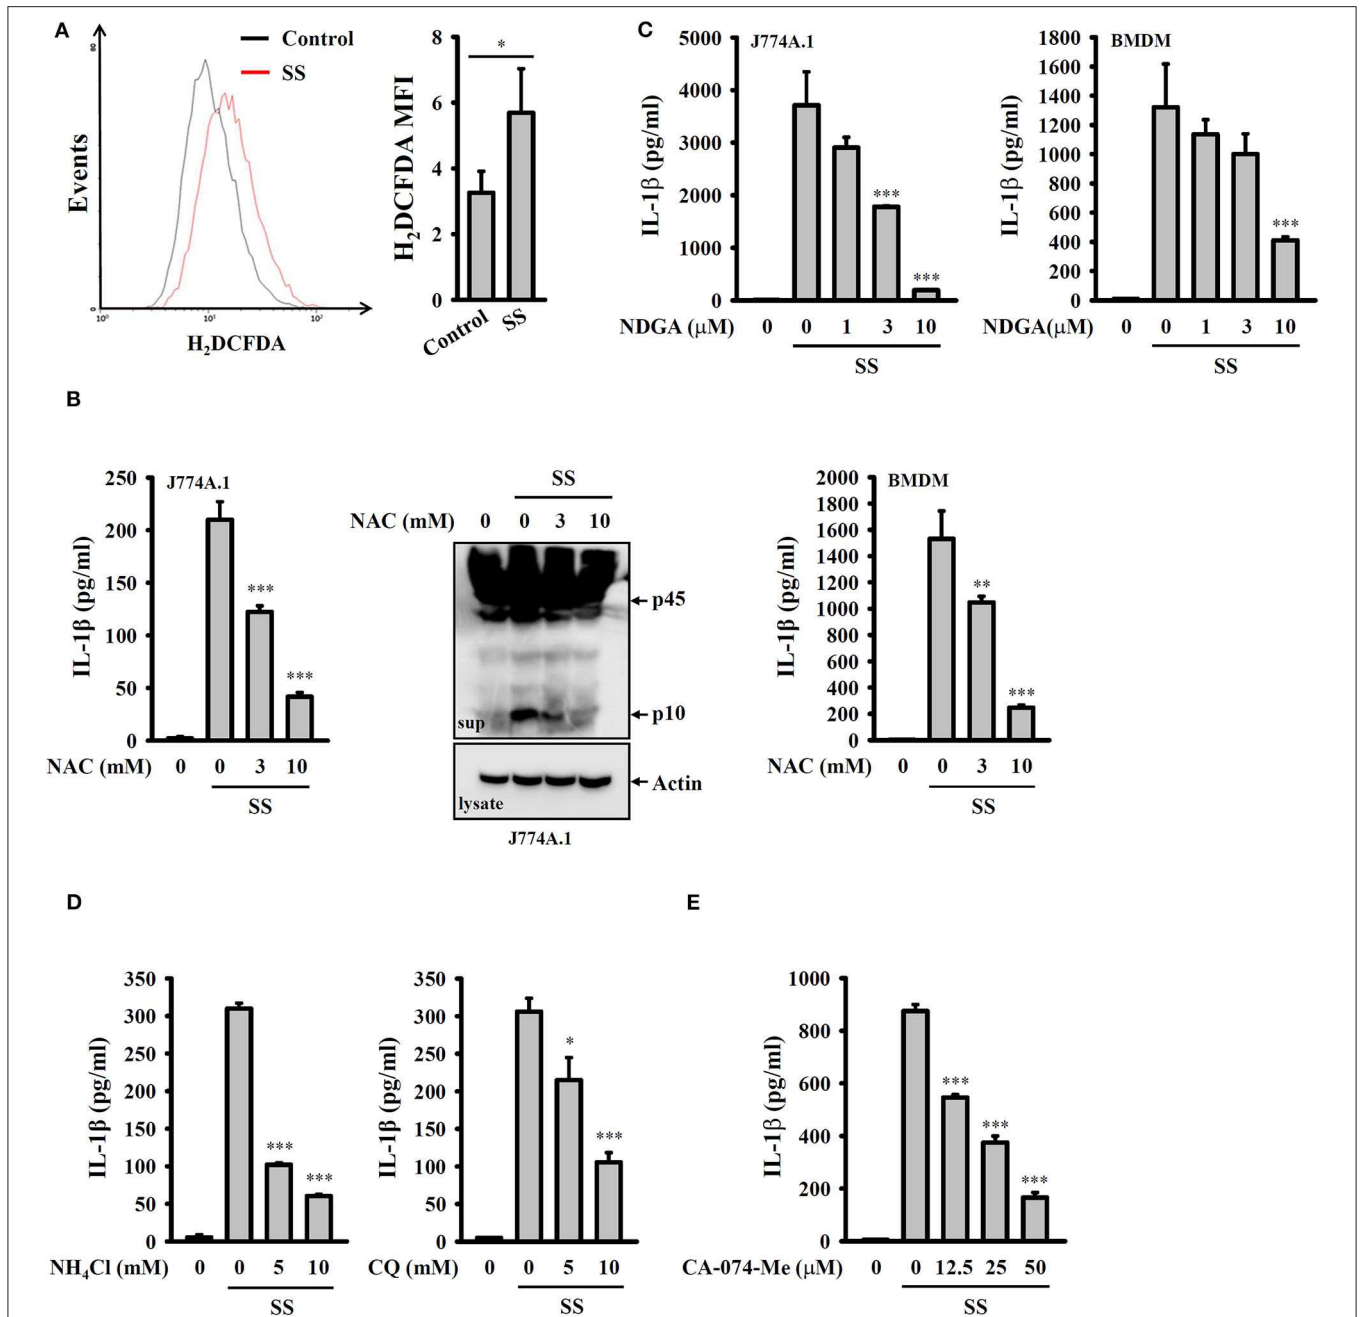 A
Control
SS
Events
80
0
10⁰ 10¹ 10²
H₂DCFDA
H₂DCFDA MFI
8
6
4
2
0
*
Control SS
C
J774A.1
IL-1β (pg/ml)
5000
4000
3000
2000
1000
0
***
***
NDGA (μM) 0 0 1 3 10
SS
BMDM
IL-1β (pg/ml)
1800
1600
1400
1200
1000
800
600
400
200
0
***
NDGA(μM) 0 0 1 3 10
SS
B
J774A.1
IL-1β (pg/ml)
250
200
150
100
50
0
***
***
NAC (mM) 0 0 3 10
SS
SS
NAC (mM) 0 0 3 10
p45
p10
sup
Actin
lysate
J774A.1
BMDM
IL-1β (pg/ml)
2000
1800
1600
1400
1200
1000
800
600
400
200
0
**
***
NAC (mM) 0 0 3 10
SS
D
IL-1β (pg/ml)
350
300
250
200
150
100
50
0
***
***
NH₄Cl (mM) 0 0 5 10
SS
IL-1β (pg/ml)
350
300
250
200
150
100
50
0
*
***
CQ (mM) 0 0 5 10
SS
E
IL-1β (pg/ml)
1000
800
600
400
200
0
***
***
***
CA-074-Me (μM) 0 0 12.5 25 50
SS